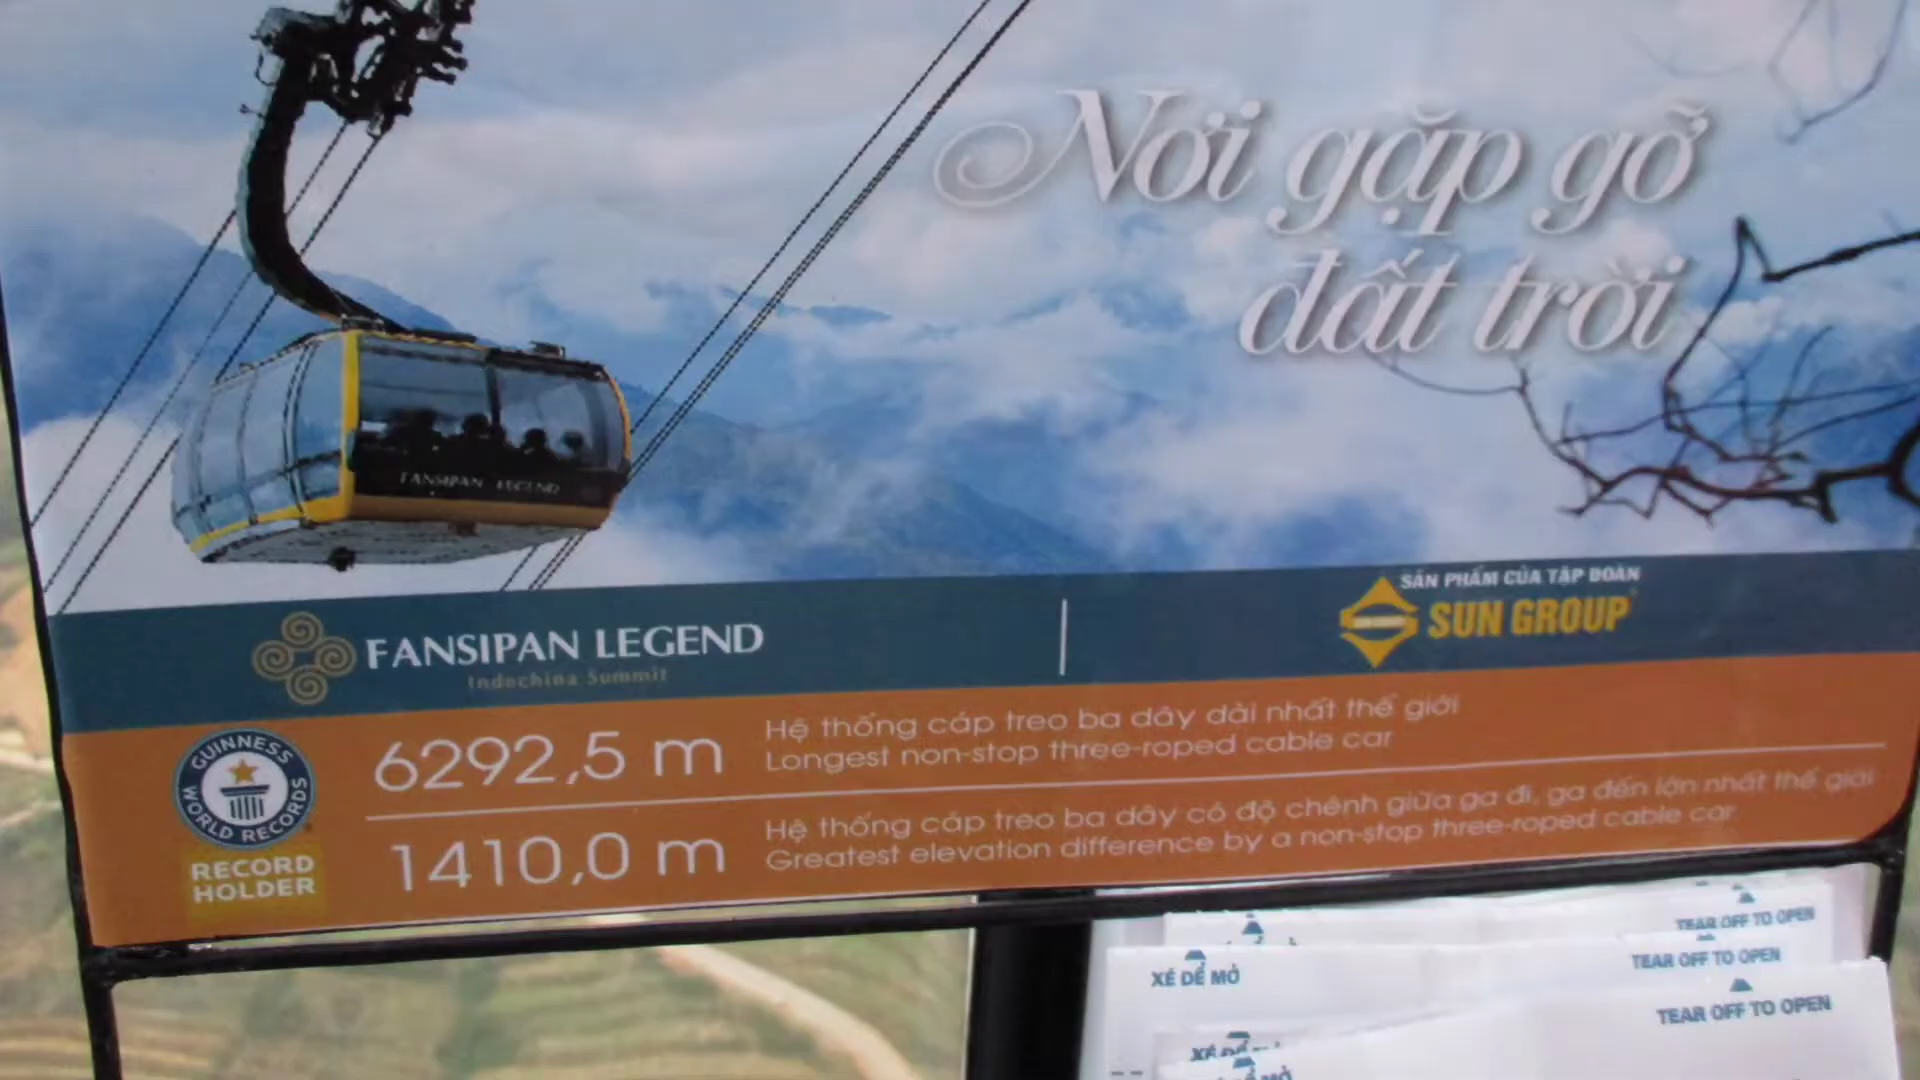 Nơi gặp gỡ
đất trời
FANSIPAN LEGEND
FANSIPAN LEGEND
Indochina Summit
SẢN PHẨM CỦA TẬP ĐOÀN
SUN GROUP
GUINNESS
WORLD RECORDS
RECORD
HOLDER
6292,5 m
Hệ thống cáp treo ba dây dài nhất thế giới
Longest non-stop three-roped cable car
1410,0 m
Hệ thống cáp treo ba dây có độ chênh giữa ga đi, ga đến lớn nhất thế giới
Greatest elevation difference by a non-stop three-roped cable car
TEAR OFF TO OPEN
XÉ ĐỂ MỞ
TEAR OFF TO OPEN
TEAR OFF TO OPEN
XÉ ĐỂ
ĐỂ MỞ